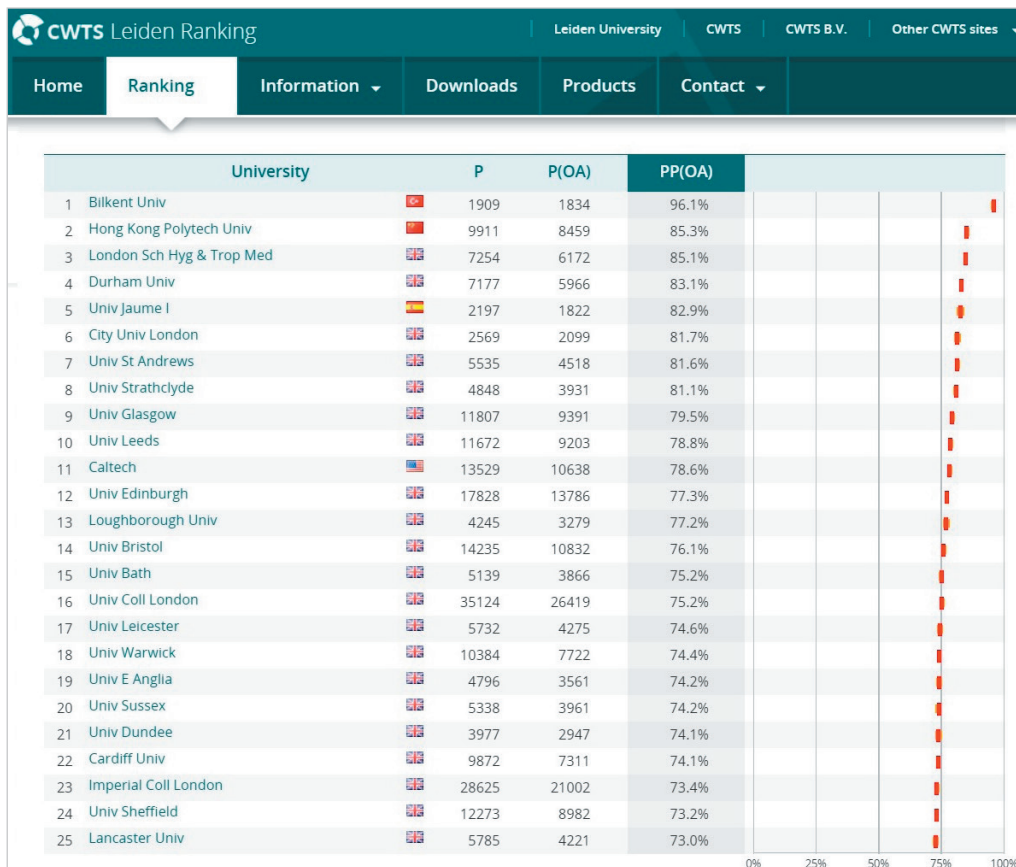 CWTS Leiden Ranking Leiden University CWTS CWTS B.V. Other CWTS sites
Home Ranking Information Downloads Products Contact
University P P(OA) PP(OA)
1 Bilkent Univ 1909 1834 96.1%
2 Hong Kong Polytech Univ 9911 8459 85.3%
3 London Sch Hyg & Trop Med 7254 6172 85.1%
4 Durham Univ 7177 5966 83.1%
5 Univ Jaume I 2197 1822 82.9%
6 City Univ London 2569 2099 81.7%
7 Univ St Andrews 5535 4518 81.6%
8 Univ Strathclyde 4848 3931 81.1%
9 Univ Glasgow 11807 9391 79.5%
10 Univ Leeds 11672 9203 78.8%
11 Caltech 13529 10638 78.6%
12 Univ Edinburgh 17828 13786 77.3%
13 Loughborough Univ 4245 3279 77.2%
14 Univ Bristol 14235 10832 76.1%
15 Univ Bath 5139 3866 75.2%
16 Univ Coll London 35124 26419 75.2%
17 Univ Leicester 5732 4275 74.6%
18 Univ Warwick 10384 7722 74.4%
19 Univ E Anglia 4796 3561 74.2%
20 Univ Sussex 5338 3961 74.2%
21 Univ Dundee 3977 2947 74.1%
22 Cardiff Univ 9872 7311 74.1%
23 Imperial Coll London 28625 21002 73.4%
24 Univ Sheffield 12273 8982 73.2%
25 Lancaster Univ 5785 4221 73.0%
0% 25% 50% 75% 100%